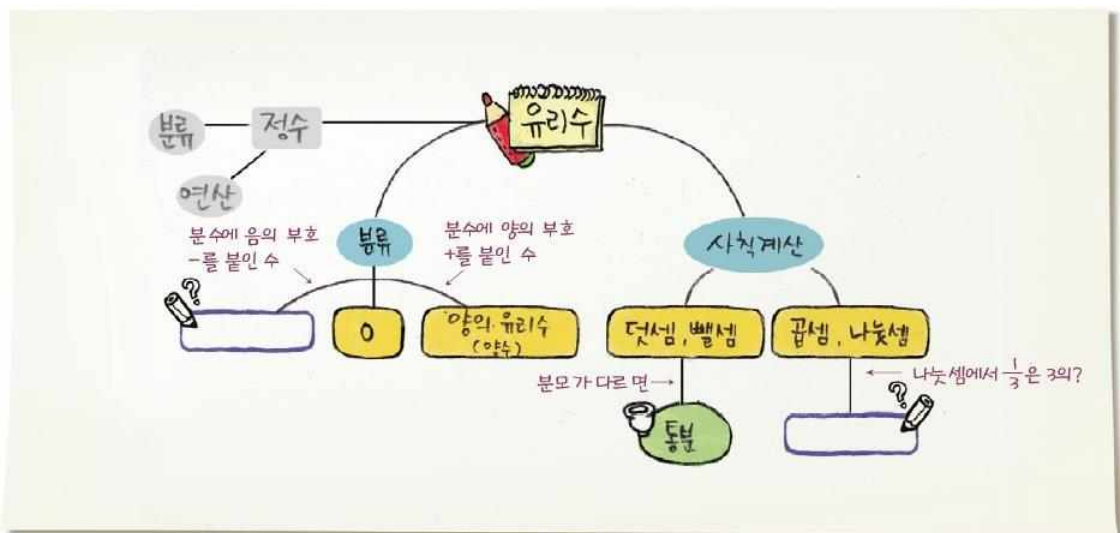 유리수
정수
분류
연산
분류
사칙계산
분수에 음의 부호
-를 붙인 수
분수에 양의 부호
+를 붙인 수
?
0
양의 유리수
(양수)
덧셈, 뺄셈
곱셈, 나눗셈
분모가 다르면→
← 나눗셈에서 1/3은 3의?
통분
?